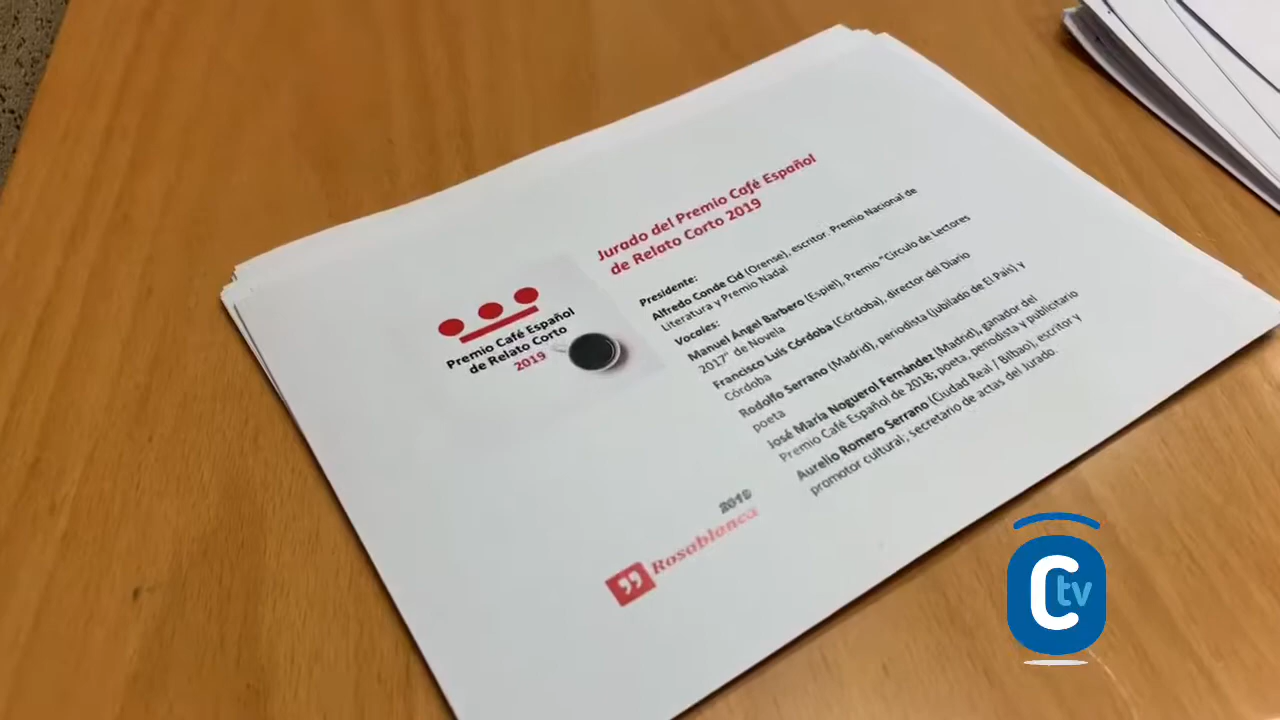 Jurado del Premio Café Español
de Relato Corto 2019
Presidente:
Alfredo Conde Cid (Orense), escritor. Premio Nacional de
Literatura y Premio Nadal
Vocales:
Manuel Ángel Barbero (Espiel), Premio "Círculo de Lectores
2017" de Novela
Francisco Luis Córdoba (Córdoba), director del Diario
Córdoba
Rodolfo Serrano (Madrid), periodista (jubilado de El País) y
poeta
José María Noguerol Fernández (Madrid), ganador del
Premio Café Español de 2018; poeta, periodista y publicitario
Aurelio Romero Serrano (Ciudad Real / Bilbao), escritor y
promotor cultural; secretario de actas del Jurado.
Premio Café Español
de Relato Corto
2019
2019
Rosablanca
C tv